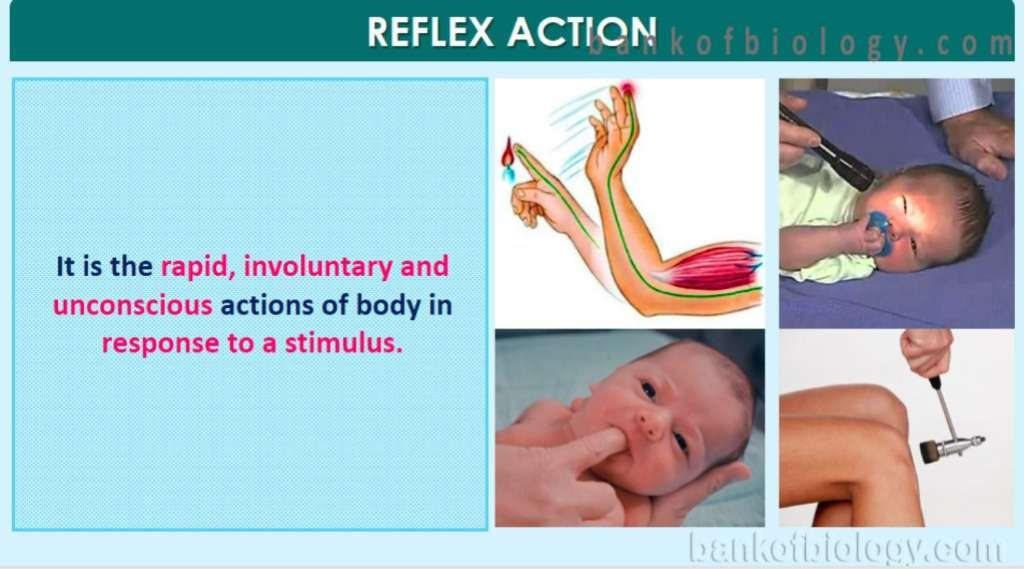 REFLEX ACTION
bankofbiology.com
It is the rapid, involuntary and
unconscious actions of body in
response to a stimulus.
bankofbiology.com